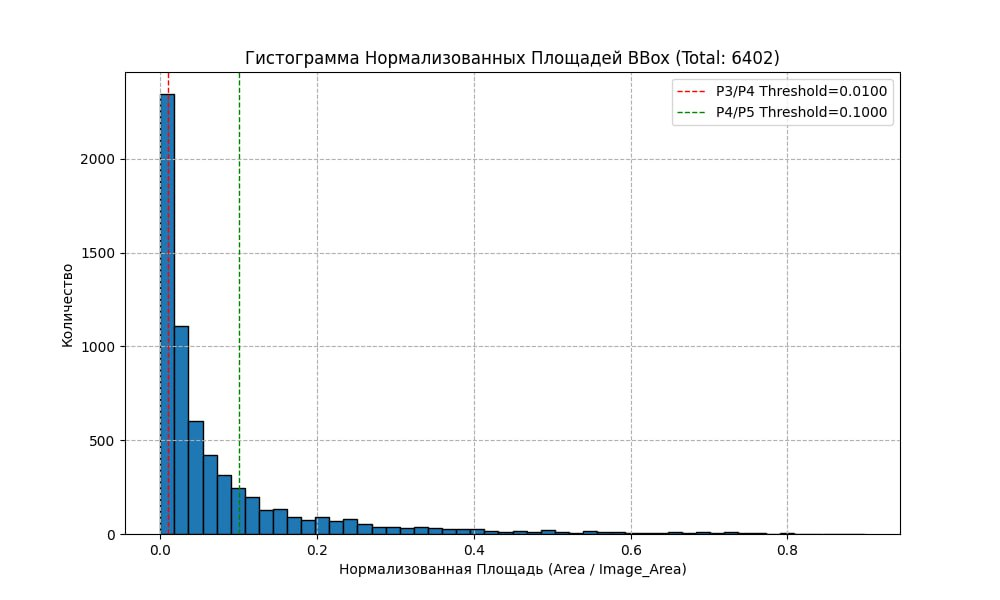 Гистограмма Нормализованных Площадей BBox (Total: 6402)
P3/P4 Threshold=0.0100
P4/P5 Threshold=0.1000
2000
1500
1000
500
0
Количество
0.0 0.2 0.4 0.6 0.8
Нормализованная Площадь (Area / Image_Area)